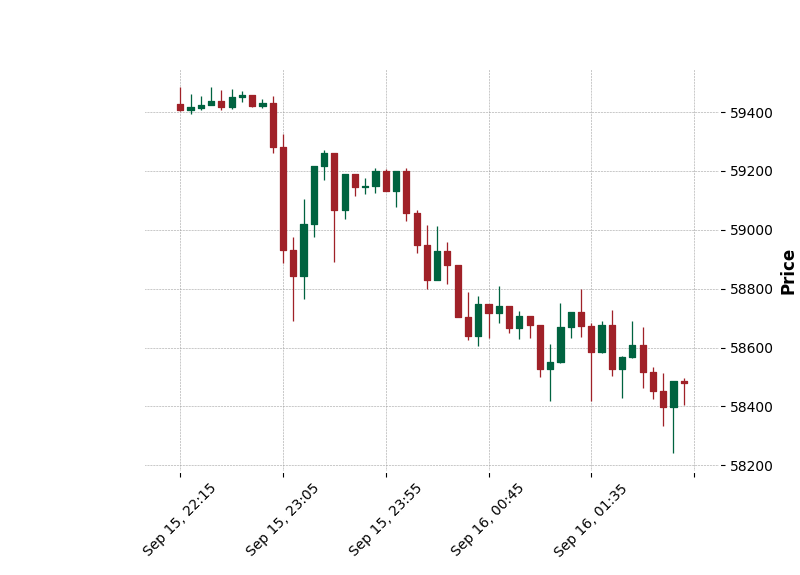 59400
59200
59000
58800
58600
58400
58200
Price
Sep 15, 22:15
Sep 15, 23:05
Sep 15, 23:55
Sep 16, 00:45
Sep 16, 01:35